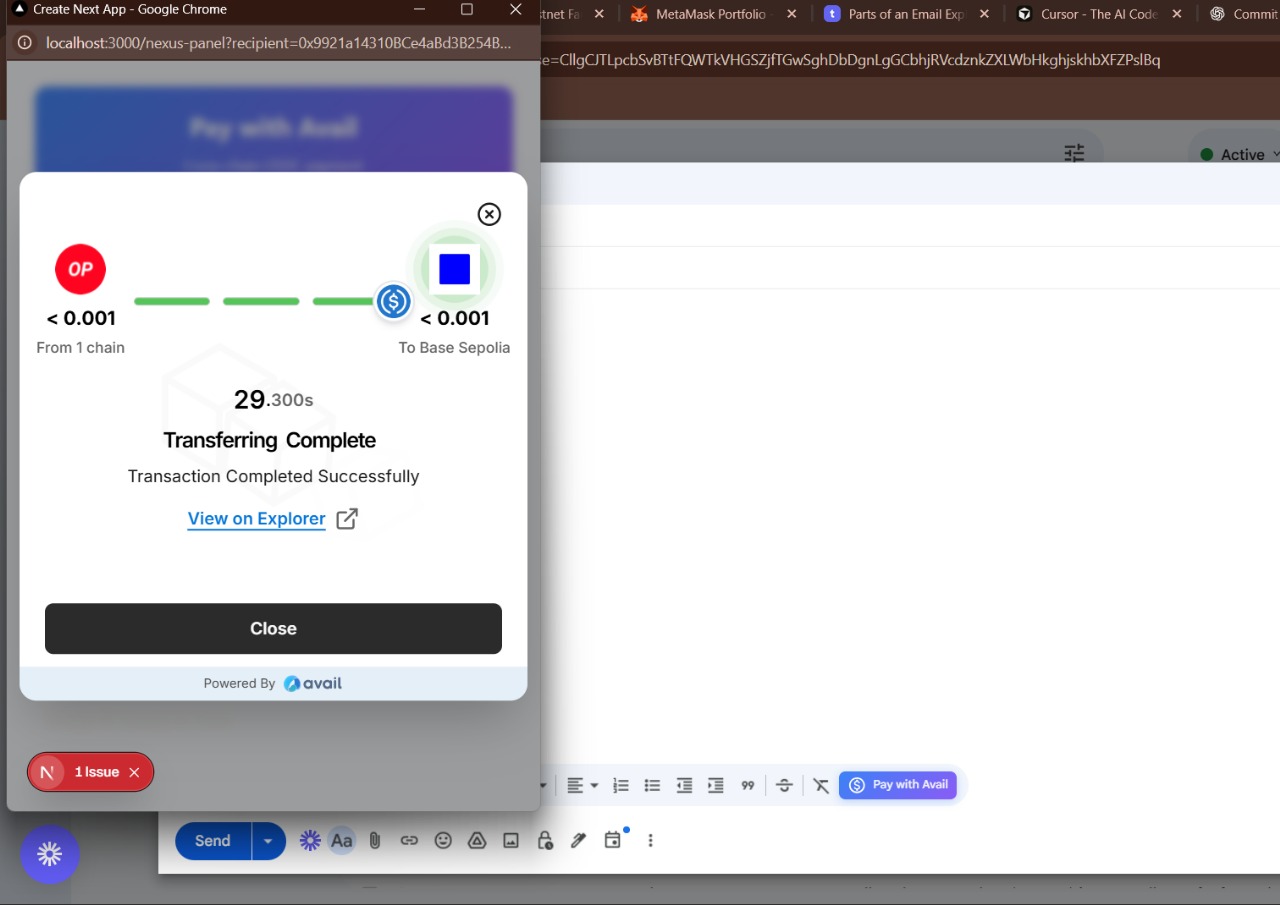 Create Next App - Google Chrome
tnet Fa
MetaMask Portfolio
Parts of an Email Exp
Cursor - The AI Code
Commit
localhost:3000/nexus-panel?recipient=0x9921a14310BCe4aBd3B254B...
Pay with Avail
Active
OP
< 0.001
< 0.001
From 1 chain
To Base Sepolia
29.300s
Transferring Complete
Transaction Completed Successfully
View on Explorer
Close
Powered By avail
N 1 Issue
Pay with Avail
Send
Aa